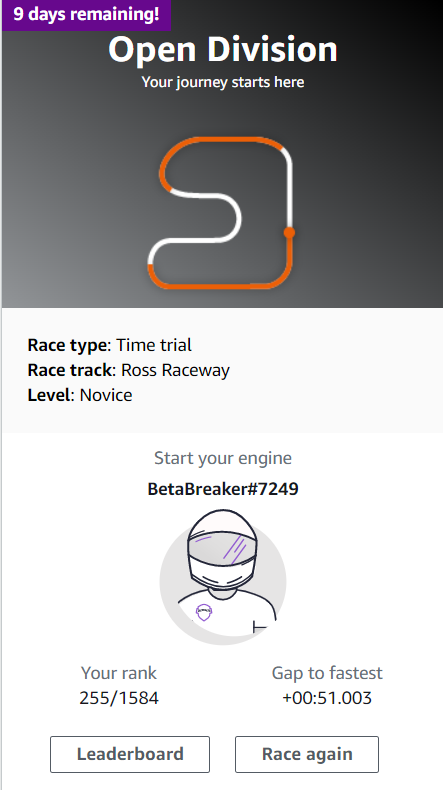 9 days remaining!
Open Division
Your journey starts here
Race type: Time trial
Race track: Ross Raceway
Level: Novice
Start your engine
BetaBreaker#7249
Your rank
Gap to fastest
255/1584
+00:51.003
Leaderboard
Race again